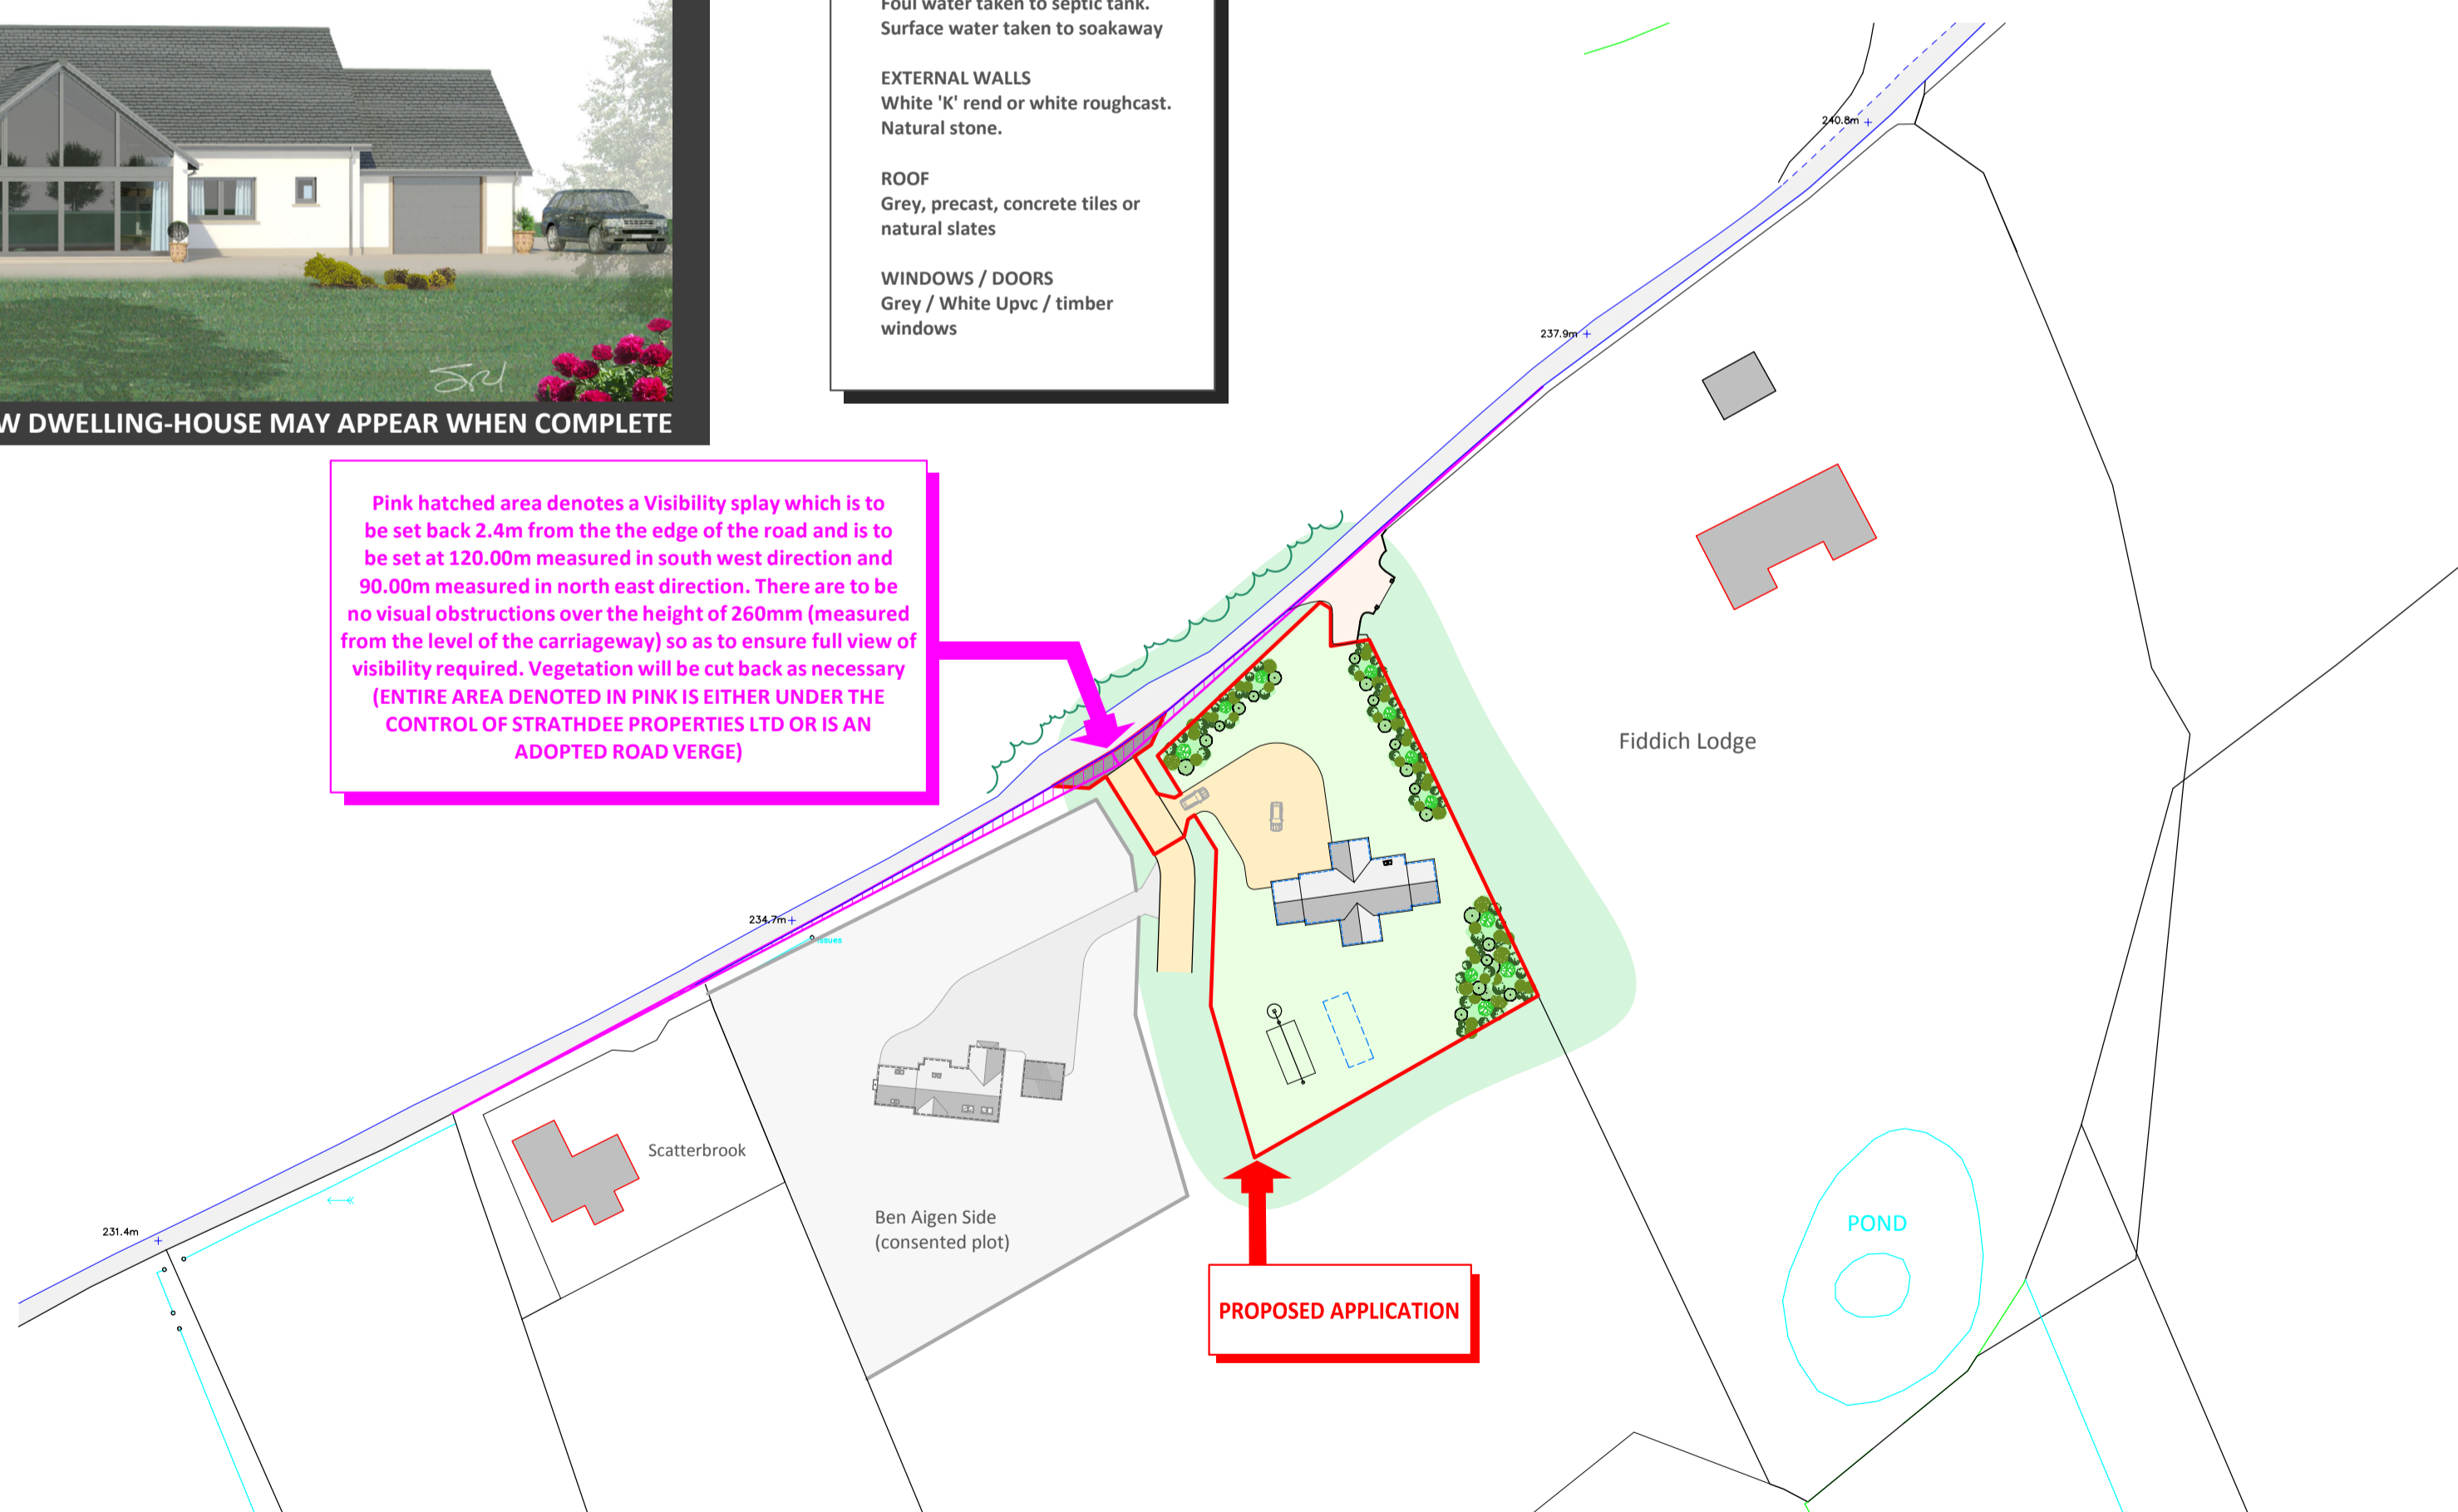 W DWELLING-HOUSE MAY APPEAR WHEN COMPLETE
Foul water taken to septic tank.
Surface water taken to soakaway
EXTERNAL WALLS
White 'K' rend or white roughcast.
Natural stone.
ROOF
Grey, precast, concrete tiles or
natural slates
WINDOWS / DOORS
Grey / White Upvc / timber
windows
Pink hatched area denotes a Visibility splay which is to
be set back 2.4m from the the edge of the road and is to
be set at 120.00m measured in south west direction and
90.00m measured in north east direction. There are to be
no visual obstructions over the height of 260mm (measured
from the level of the carriageway) so as to ensure full view of
visibility required. Vegetation will be cut back as necessary
(ENTIRE AREA DENOTED IN PINK IS EITHER UNDER THE
CONTROL OF STRATHDEE PROPERTIES LTD OR IS AN
ADOPTED ROAD VERGE)
240.8m
237.9m
Fiddich Lodge
234.7m
Scatterbrook
Ben Aigen Side
(consented plot)
231.4m
POND
PROPOSED APPLICATION